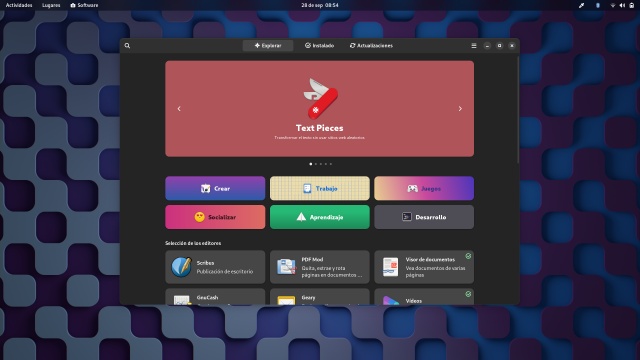 Actividades Lugares Software 28 de sep 08:54
Explorar Instalado Actualizaciones
Text Pieces
Transformar el texto sin usar sitios web aleatorios
Crear Trabajo Juegos
Socializar Aprendizaje Desarrollo
Selección de los editores
Scribus
Publicación de escritorio
PDF Mod
Quita, extrae y rota
páginas en documentos ...
Visor de documentos
Vea documentos de varias
páginas
GnuCash
Geary
Vídeos